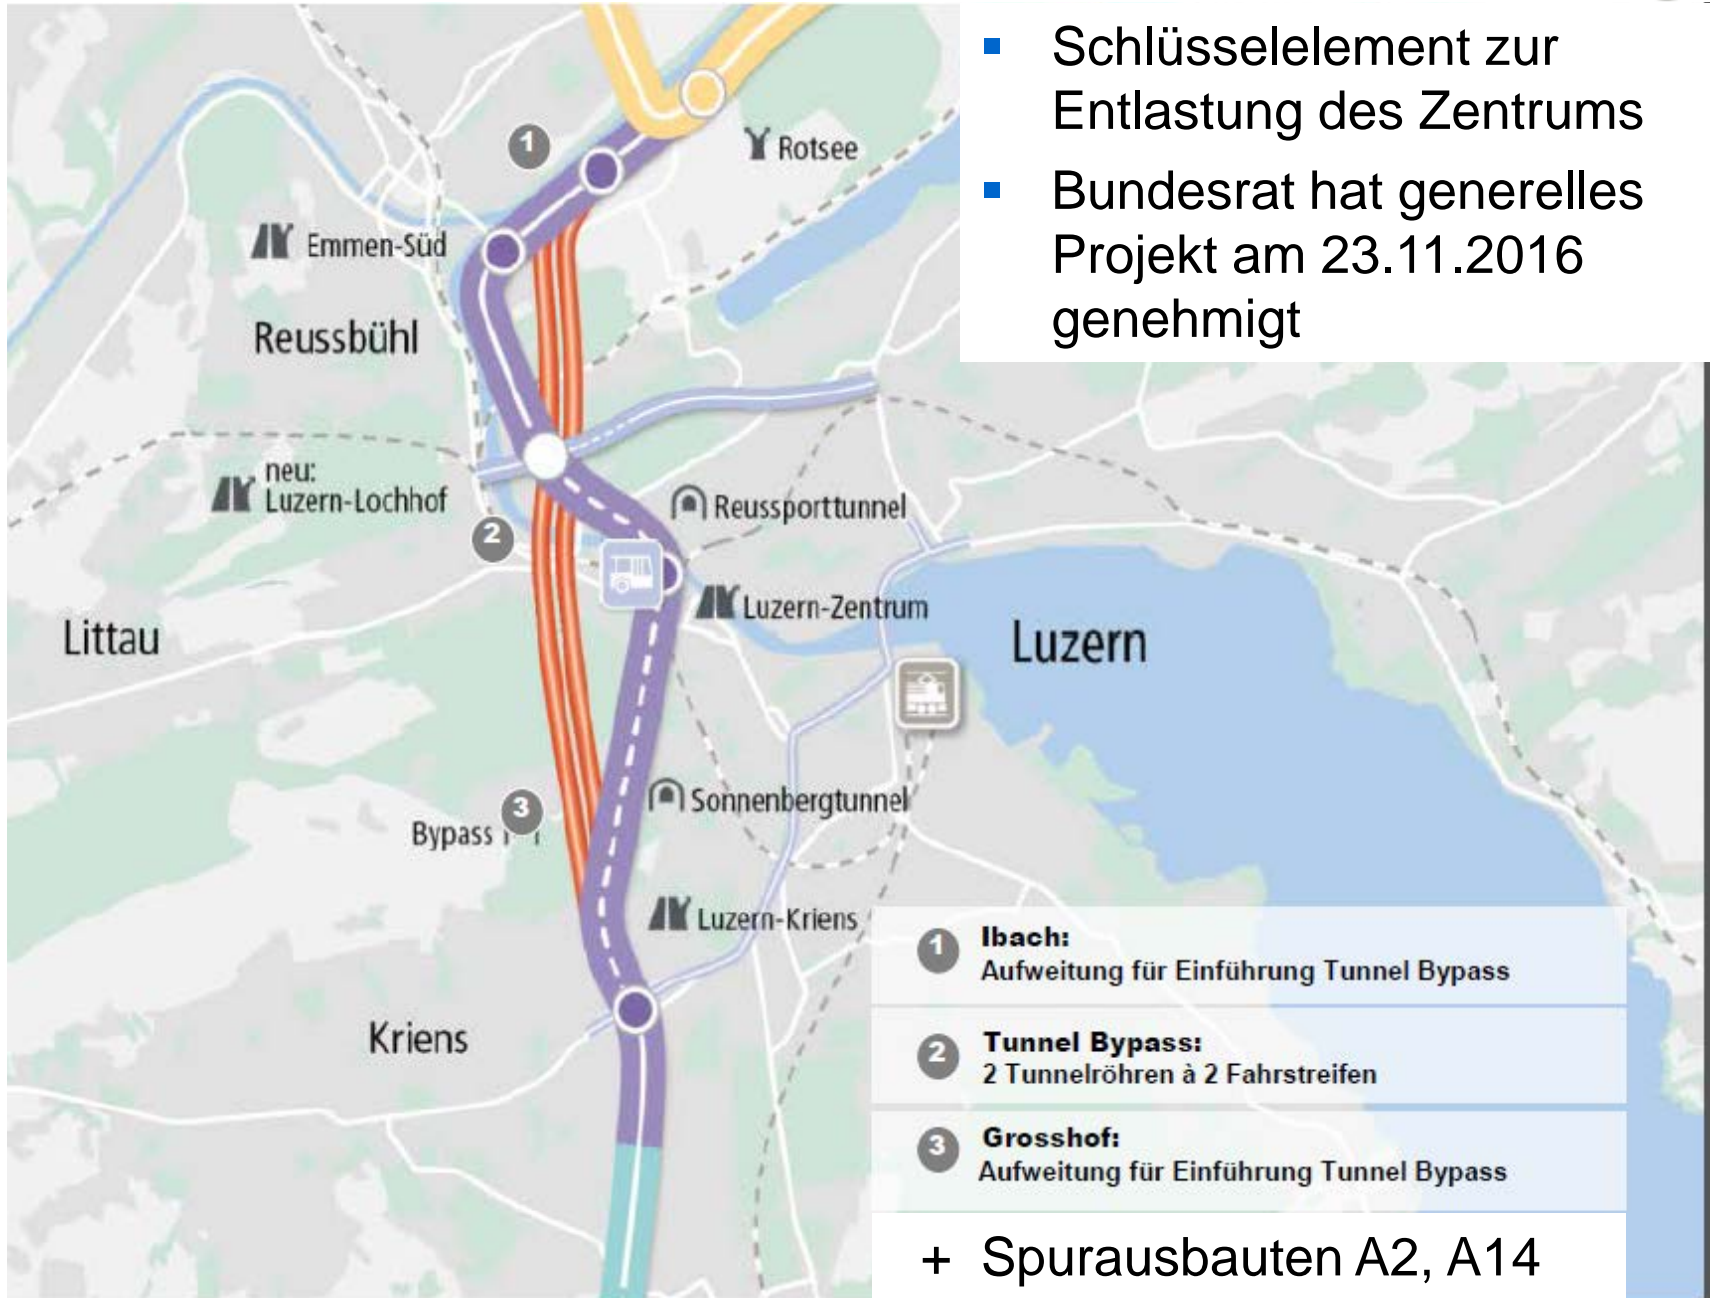 Schlüsselelement zur
Entlastung des Zentrums
Bundesrat hat generelles
Projekt am 23.11.2016
genehmigt
1
Rotsee
Emmen-Süd
Reussbühl
neu:
Luzern-Lochhof
Reussporttunnel
2
Luzern-Zentrum
Littau
Luzern
3
Sonnenbergtunnel
Bypass
Luzern-Kriens
Kriens
1 Ibach:
Aufweitung für Einführung Tunnel Bypass
2 Tunnel Bypass:
2 Tunnelröhren à 2 Fahrstreifen
3 Grosshof:
Aufweitung für Einführung Tunnel Bypass
+ Spurausbauten A2, A14